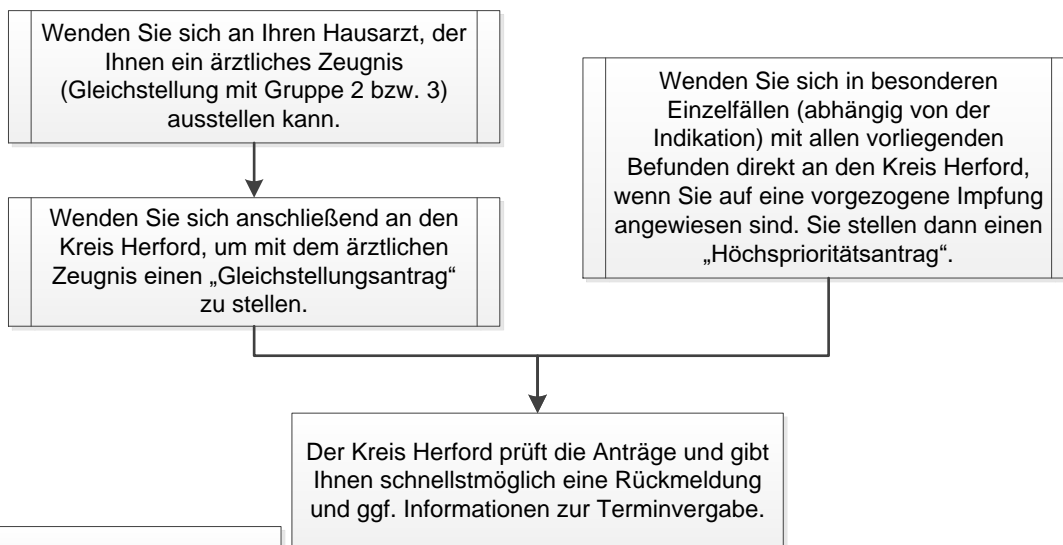 Wenden Sie sich an Ihren Hausarzt, der
Ihnen ein ärztliches Zeugnis
(Gleichstellung mit Gruppe 2 bzw. 3)
ausstellen kann.
Wenden Sie sich anschließend an den
Kreis Herford, um mit dem ärztlichen
Zeugnis einen „Gleichstellungsantrag“
zu stellen.
Wenden Sie sich in besonderen
Einzelfällen (abhängig von der
Indikation) mit allen vorliegenden
Befunden direkt an den Kreis Herford,
wenn Sie auf eine vorgezogene Impfung
angewiesen sind. Sie stellen dann einen
„Höchsprioritätsantrag“.
Der Kreis Herford prüft die Anträge und gibt
Ihnen schnellstmöglich eine Rückmeldung
und ggf. Informationen zur Terminvergabe.